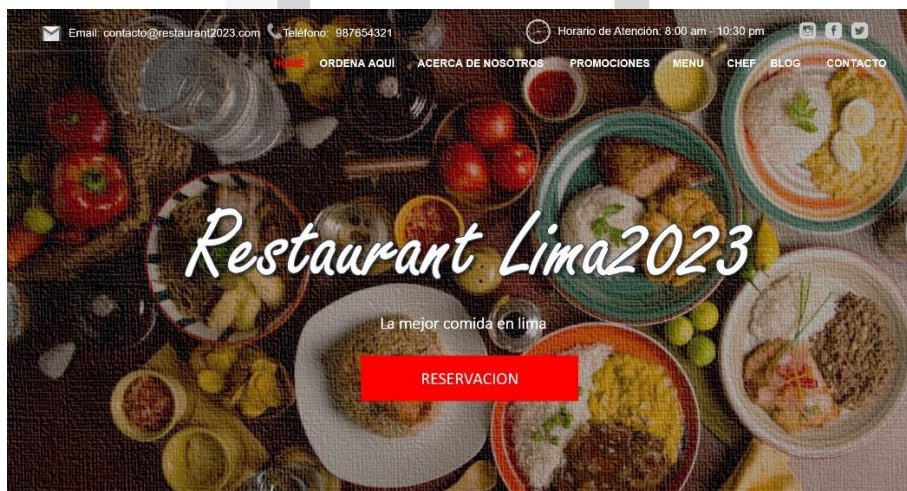 Email: contacto@restaurant2023.com Teléfono: 987654321 Horario de Atención: 8:00 am - 10:30 pm
HOME ORDENA AQUÍ ACERCA DE NOSOTROS PROMOCIONES MENU CHEF BLOG CONTACTO
Restaurant Lima2023
La mejor comida en lima
RESERVACION